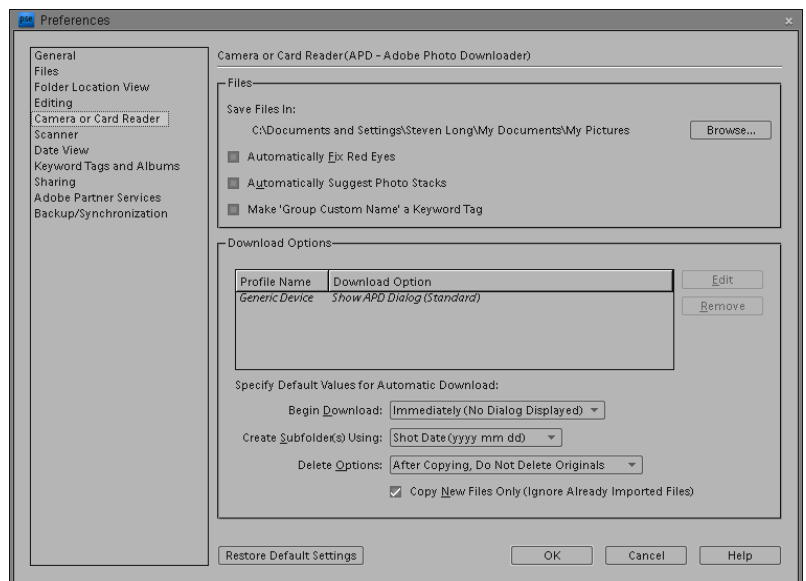 pse Preferences
General
Files
Folder Location View
Editing
Camera or Card Reader
Scanner
Date View
Keyword Tags and Albums
Sharing
Adobe Partner Services
Backup/Synchronization
Camera or Card Reader(APD - Adobe Photo Downloader)
Files
Save Files In:
C:\Documents and Settings\Steven Long\My Documents\My Pictures
Browse...
Automatically Fix Red Eyes
Automatically Suggest Photo Stacks
Make 'Group Custom Name' a Keyword Tag
Download Options
Profile Name Download Option
Generic Device Show APD Dialog (Standard)
Edit
Remove
Specify Default Values for Automatic Download:
Begin Download: Immediately (No Dialog Displayed)
Create Subfolder(s) Using: Shot Date(yyyy mm dd)
Delete Options: After Copying, Do Not Delete Originals
Copy New Files Only (Ignore Already Imported Files)
Restore Default Settings OK Cancel Help